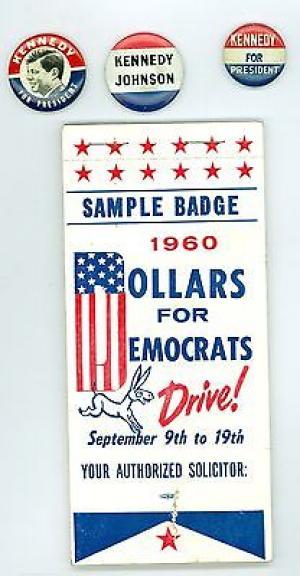 KENNEDY
FOR PRESIDENT
KENNEDY
JOHNSON
KENNEDY
FOR
PRESIDENT
SAMPLE BADGE
1960
DOLLARS
FOR
DEMOCRATS
Drive!
September 9th to 19th
YOUR AUTHORIZED SOLICITOR: